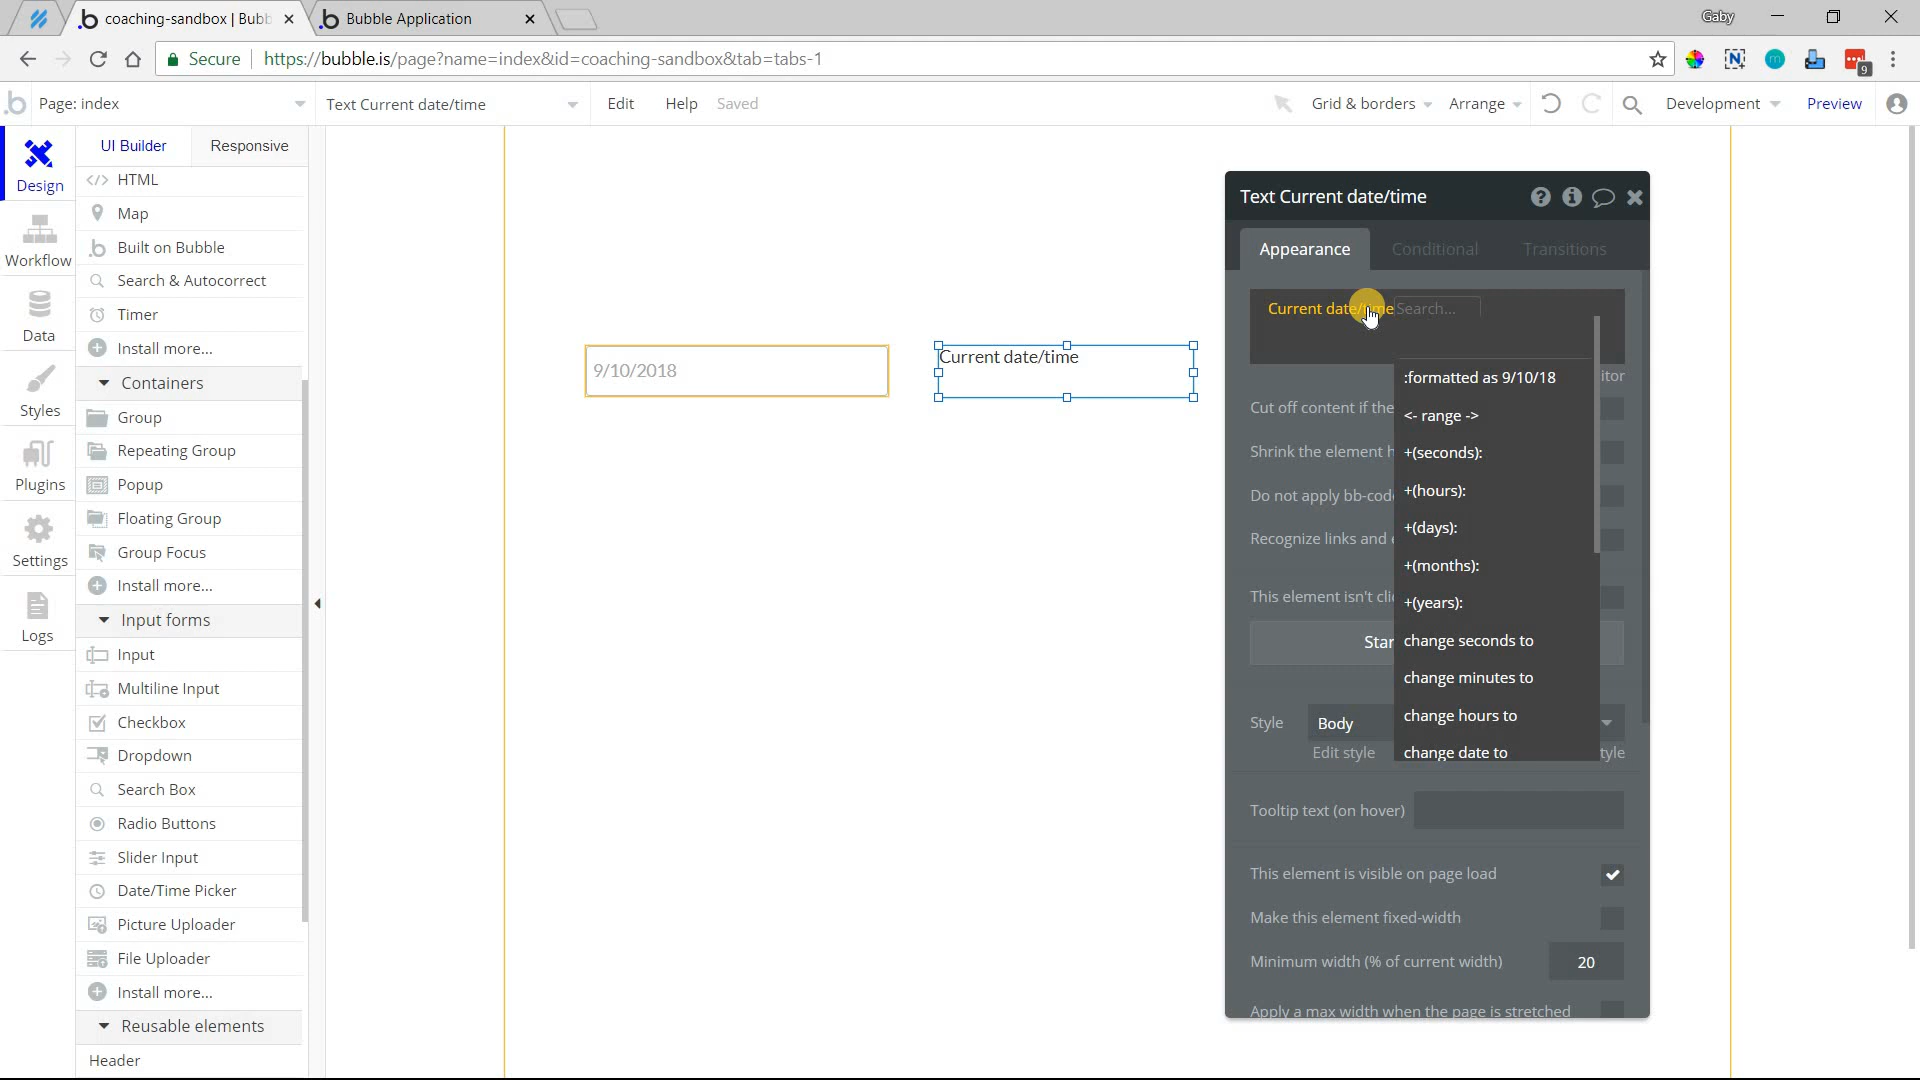 coaching-sandbox | Bubb
Bubble Application
Gaby
Secure
https://bubble.is/page?name=index&id=coaching-sandbox&tab=tabs-1
9
Page: index
Text Current date/time
Edit
Help
Saved
Grid & borders
Arrange
Development
Preview
UI Builder
Responsive
Design
Workflow
Data
Styles
Plugins
Settings
Logs
HTML
Map
Built on Bubble
Search & Autocorrect
Timer
Install more...
Containers
Group
Repeating Group
Popup
Floating Group
Group Focus
Install more...
Input forms
Input
Multiline Input
Checkbox
Dropdown
Search Box
Radio Buttons
Slider Input
Date/Time Picker
Picture Uploader
File Uploader
Install more...
Reusable elements
Header
9/10/2018
Current date/time
Text Current date/time
Appearance
Conditional
Transitions
Current date/time
Search...
:formatted as 9/10/18
<- range ->
+(seconds):
+(hours):
+(days):
+(months):
+(years):
change seconds to
change minutes to
change hours to
change date to
itor
Cut off content if the
Shrink the element h
Do not apply bb-cod
Recognize links and
This element isn't cli
Star
Style
Body
Edit style
tyle
Tooltip text (on hover)
This element is visible on page load
Make this element fixed-width
Minimum width (% of current width)
20
Apply a max width when the page is stretched